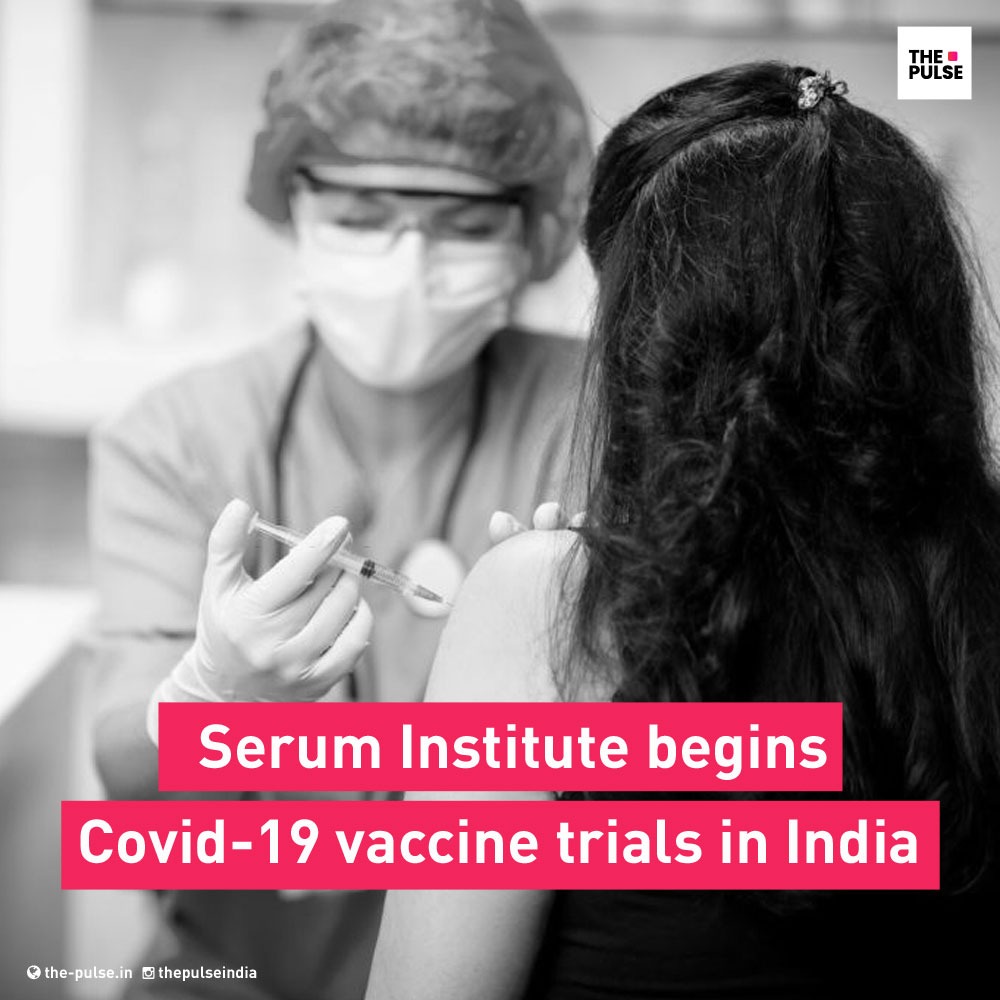 THE
PULSE
Serum Institute begins
Covid-19 vaccine trials in India
the-pulse.in thepulseindia